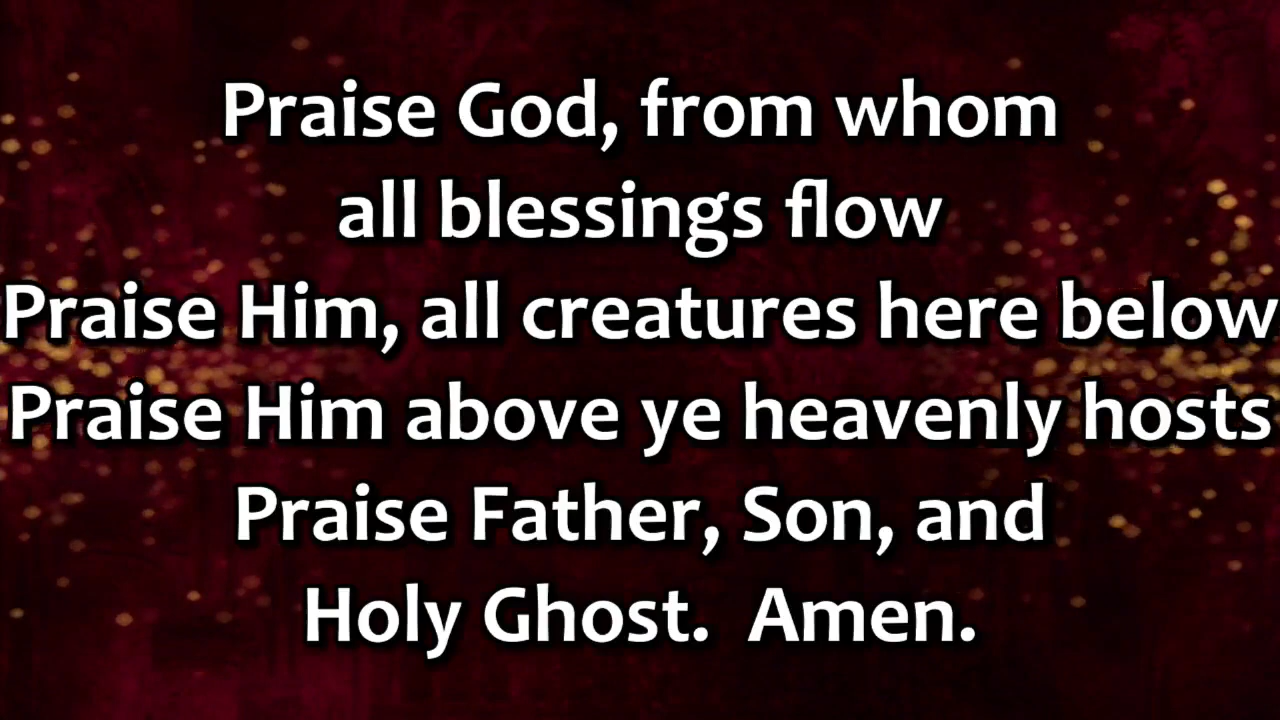 Praise God, from whom
all blessings flow
Praise Him, all creatures here below
Praise Him above ye heavenly hosts
Praise Father, Son, and
Holy Ghost.  Amen.